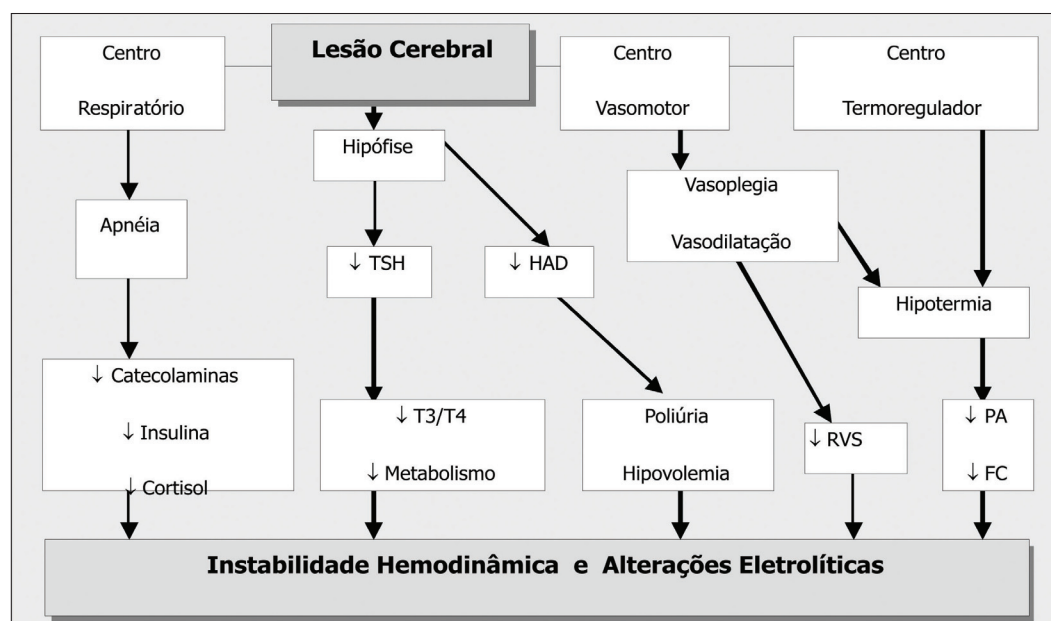 Lesão Cerebral
Centro
Respiratório
Centro
Vasomotor
Centro
Termoregulador
Hipófise
Apnéia
Vasoplegia
Vasodilatação
↓ TSH
↓ HAD
Hipotermia
↓ Catecolaminas
↓ Insulina
↓ Cortisol
↓ T3/T4
↓ Metabolismo
Poliúria
Hipovolemia
↓ RVS
↓ PA
↓ FC
Instabilidade Hemodinâmica e Alterações Eletrolíticas